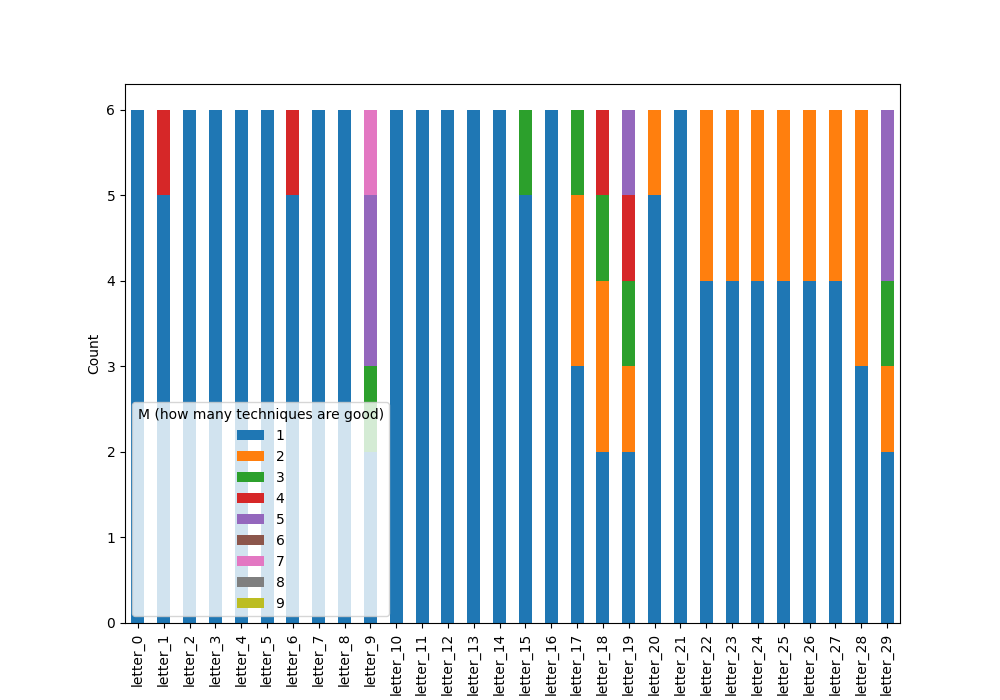 6
5
4
3
2
1
0
Count
M (how many techniques are good)
1
2
3
4
5
6
7
8
9
letter_0
letter_1
letter_2
letter_3
letter_4
letter_5
letter_6
letter_7
letter_8
letter_9
letter_10
letter_11
letter_12
letter_13
letter_14
letter_15
letter_16
letter_17
letter_18
letter_19
letter_20
letter_21
letter_22
letter_23
letter_24
letter_25
letter_26
letter_27
letter_28
letter_29